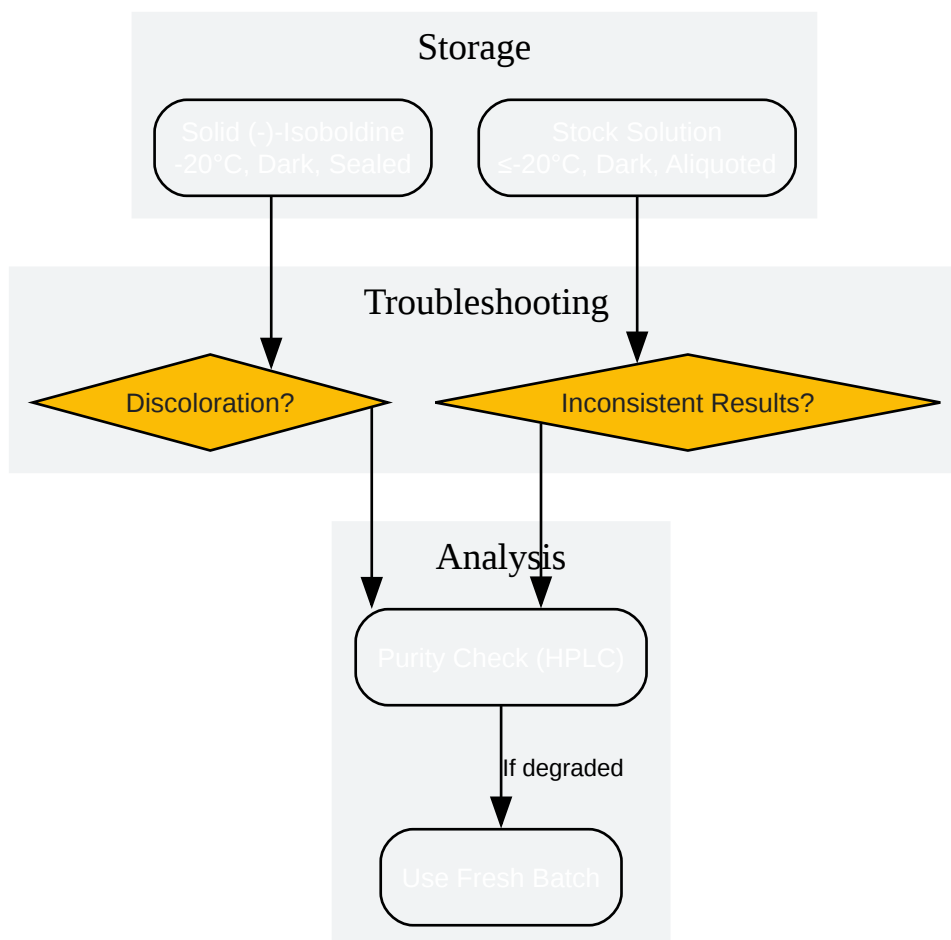 Storage
Solid (-)-Isoboldine
-20°C, Dark, Sealed
Stock Solution
≤-20°C, Dark, Aliquoted
Troubleshooting
Discoloration?
Inconsistent Results?
Analysis
Purity Check (HPLC)
If degraded
Use Fresh Batch